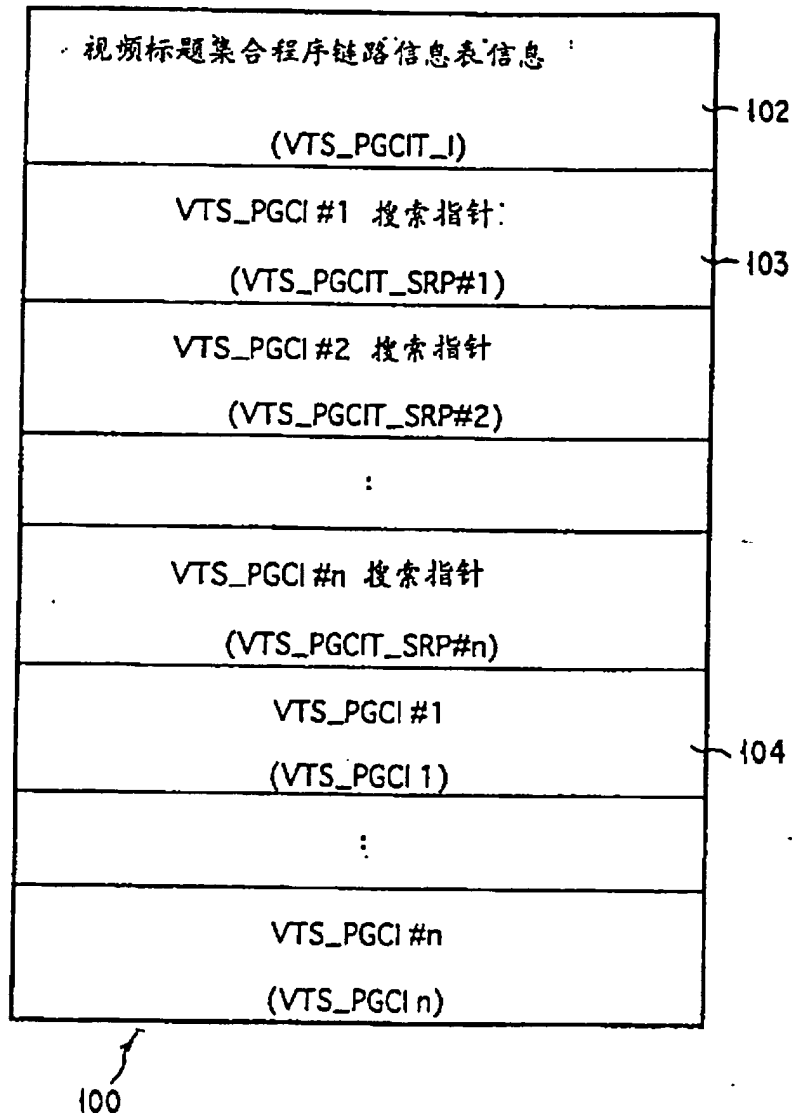 视频标题集合程序链路信息表信息
(VTS_PGCIT_I)
102
VTS_PGCI #1 搜索指针
(VTS_PGCIT_SRP#1)
103
VTS_PGCI #2 搜索指针
(VTS_PGCIT_SRP#2)
:
VTS_PGCI #n 搜索指针
(VTS_PGCIT_SRP#n)
VTS_PGCI #1
(VTS_PGCI 1)
104
:
VTS_PGCI #n
(VTS_PGCI n)
100